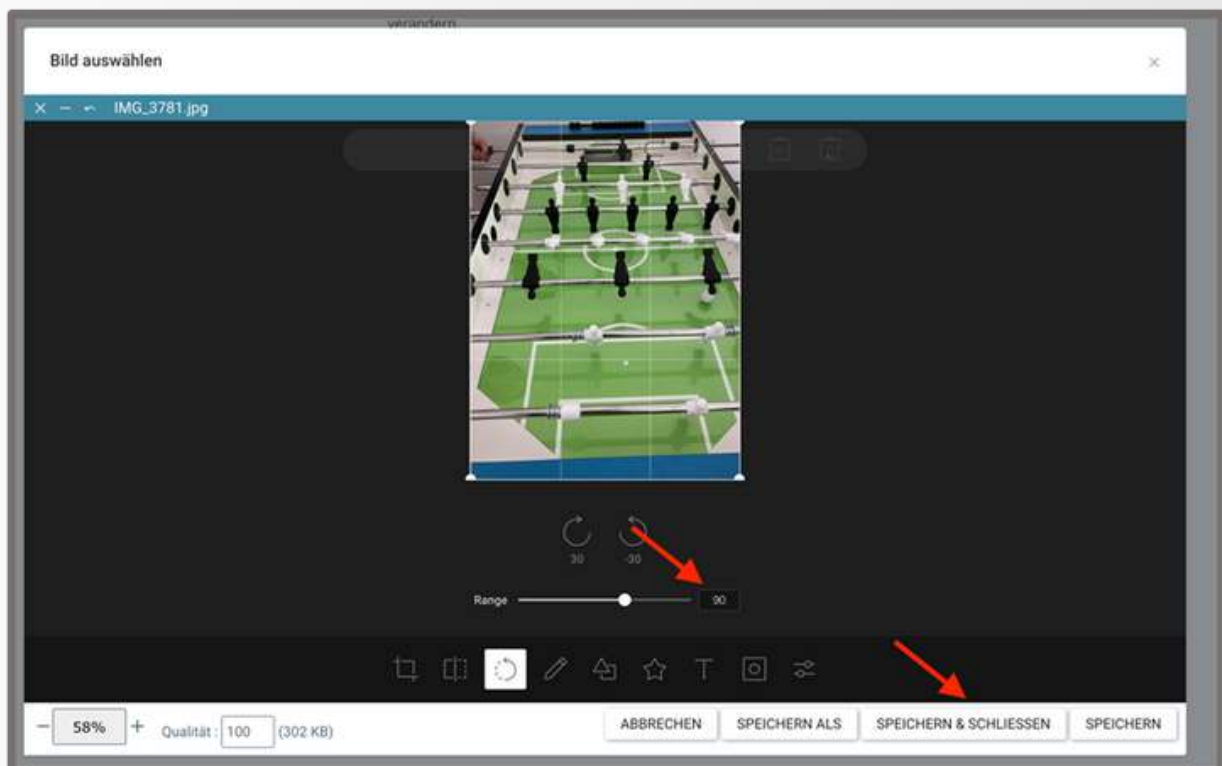 verändern.
Bild auswählen ×
IMG_3781.jpg
30 -30
Range 90
T
58% Qualität : 100 (302 KB) ABBRECHEN SPEICHERN ALS SPEICHERN & SCHLIESSEN SPEICHERN